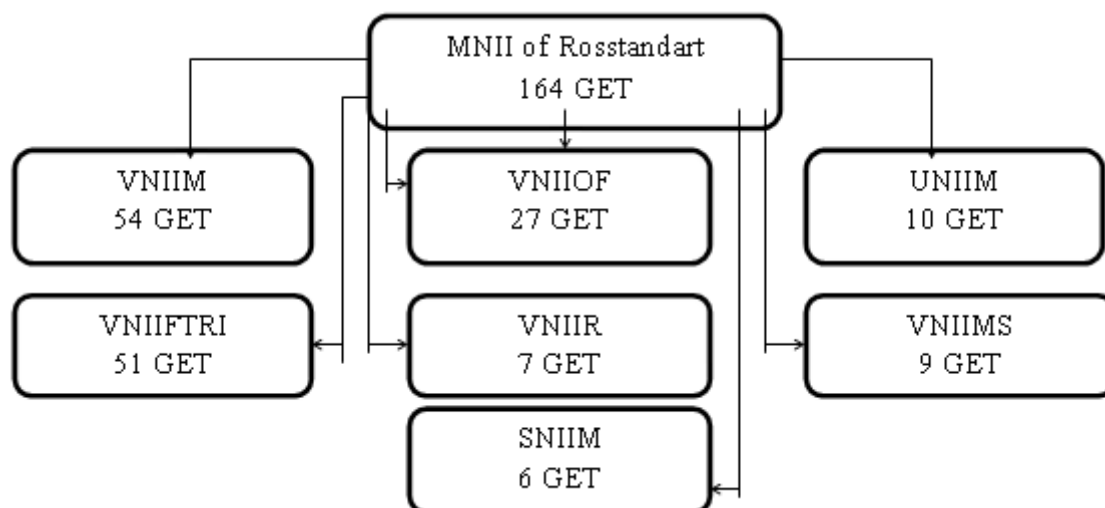 MNII of Rosstandart
164 GET
VNIIM
54 GET
VNIIOF
27 GET
UNIIM
10 GET
VNIIFTRI
51 GET
VNIIR
7 GET
VNIIMS
9 GET
SNIIM
6 GET